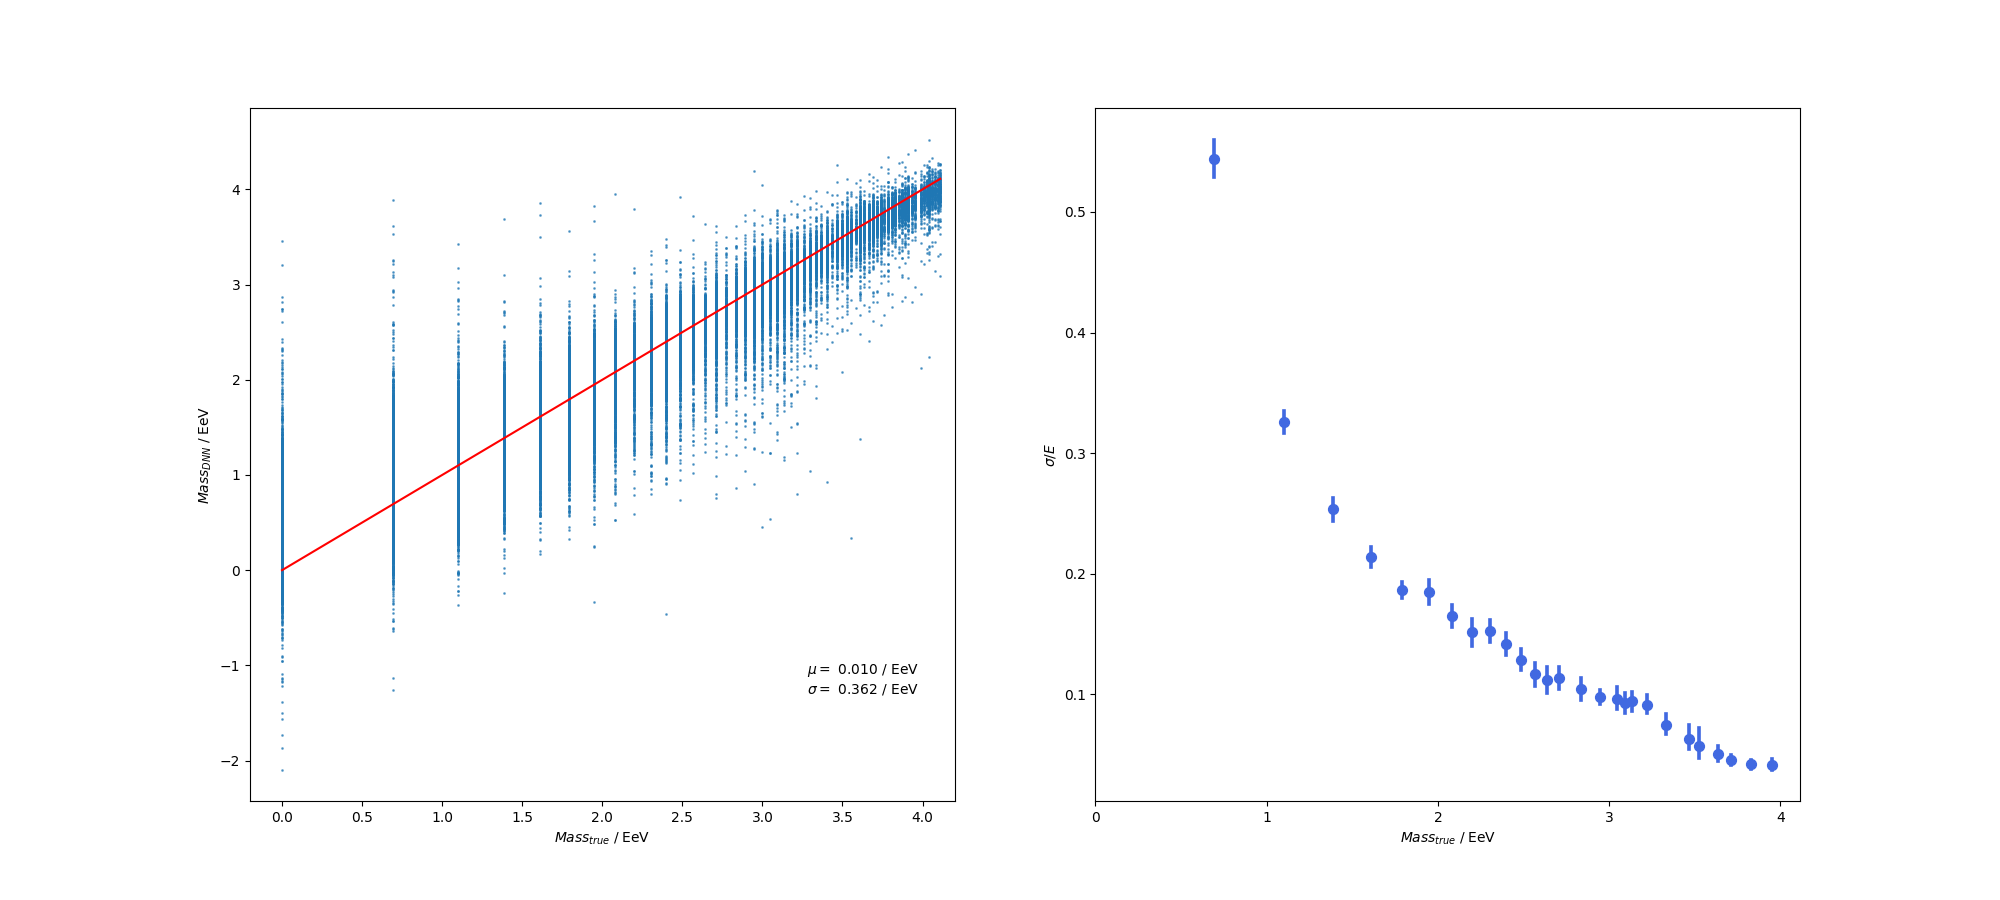 4
3
2
1
0
−1
−2
Mass_DNN / EeV
μ = 0.010 / EeV
σ = 0.362 / EeV
0.0 0.5 1.0 1.5 2.0 2.5 3.0 3.5 4.0
Mass_true / EeV
0.5
0.4
0.3
0.2
0.1
σ/E
0 1 2 3 4
Mass_true / EeV